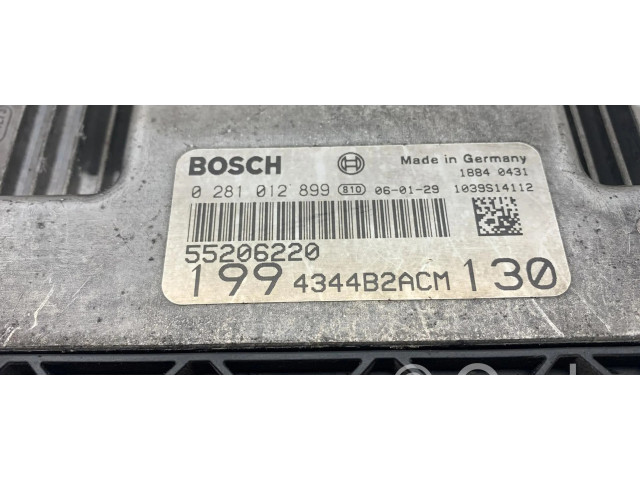 BOSCH Made in Germany
1884 0431
0 281 012 899 810 06-01-29 1039S14112
55206220
199 4344B2ACM 130